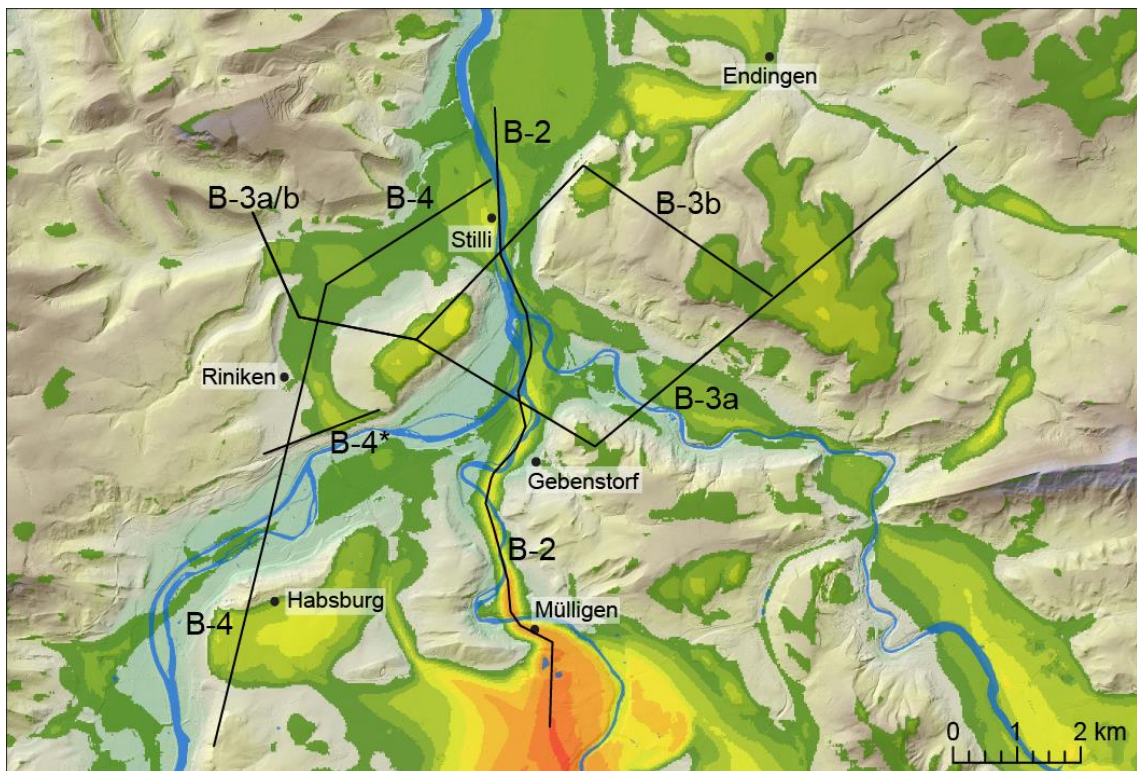 Endingen
B-2
B-3a/b
B-4
B-3b
Stilli
Riniken
B-3a
B-4*
Gebenstorf
B-2
Habsburg
Mülligen
B-4
0 1 2 km